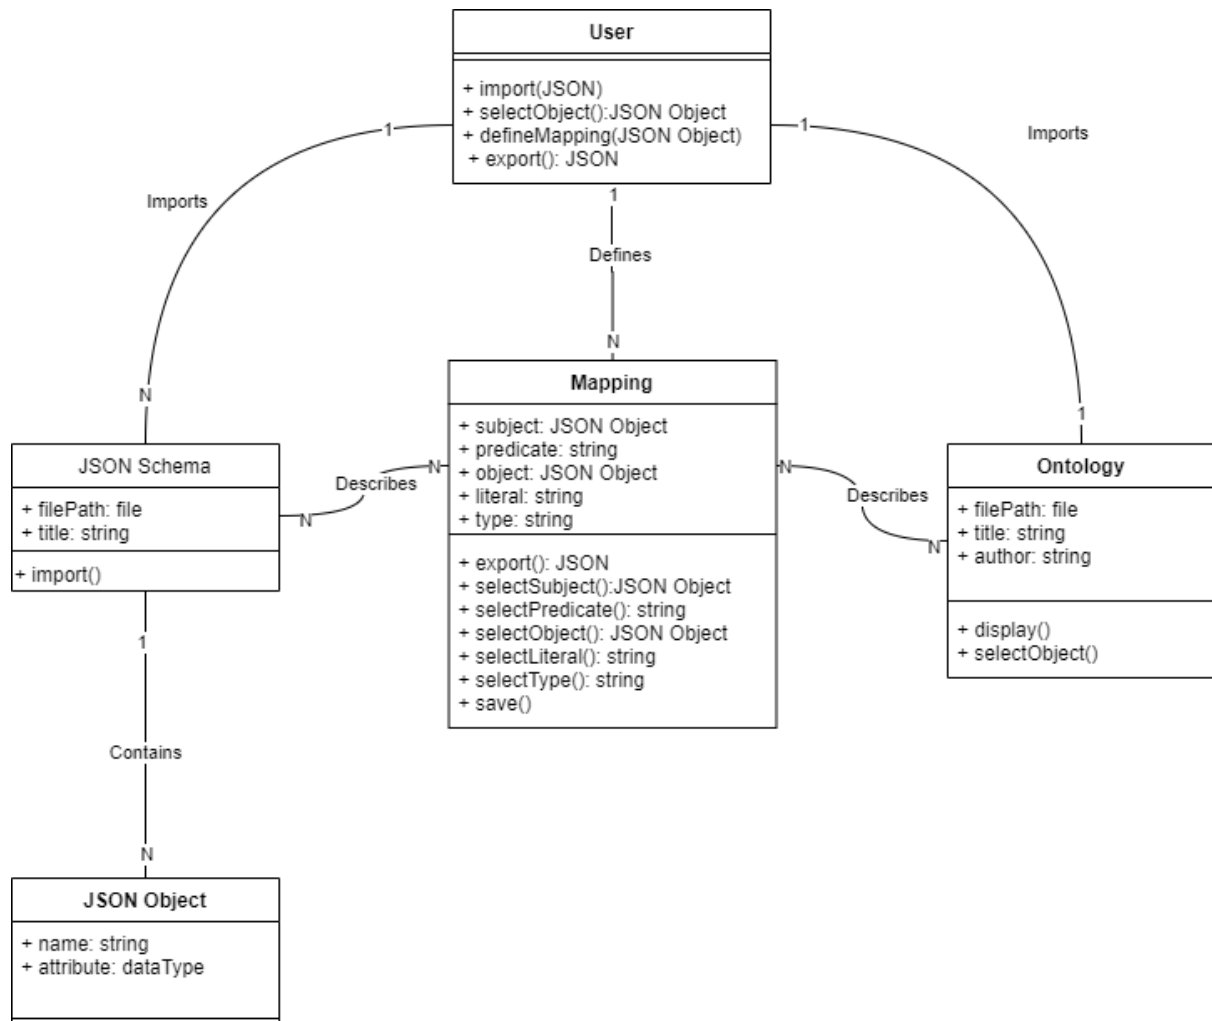 User
+ import(JSON)
+ selectObject():JSON Object
+ defineMapping(JSON Object)
+ export(): JSON
1
1
Imports
Imports
1
Defines
N
N
1
Mapping
+ subject: JSON Object
+ predicate: string
+ object: JSON Object
+ literal: string
+ type: string
+ export(): JSON
+ selectSubject():JSON Object
+ selectPredicate(): string
+ selectObject(): JSON Object
+ selectLiteral(): string
+ selectType(): string
+ save()
JSON Schema
+ filePath: file
+ title: string
+ import()
N
Describes
N
N
Describes
N
Ontology
+ filePath: file
+ title: string
+ author: string
+ display()
+ selectObject()
1
Contains
N
JSON Object
+ name: string
+ attribute: dataType